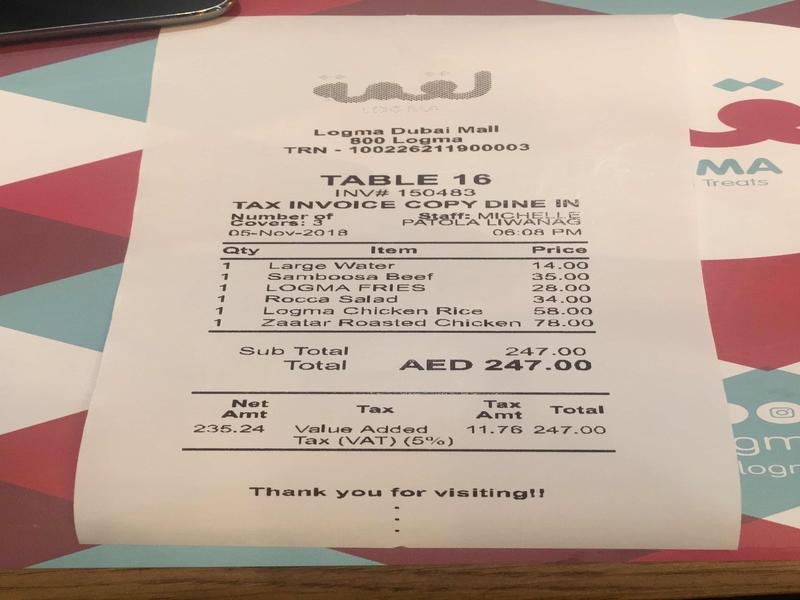 لقمة
LOGMA
Logma Dubai Mall
800 Logma
TRN - 100226211900003
TABLE 16
INV# 150483
TAX INVOICE COPY DINE IN
Number of Covers: 3 Staff: MICHELLE PATOLA LIWANAG
05-Nov-2018 06:08 PM
Qty Item Price
1 Large Water 14.00
1 Samboosa Beef 35.00
1 LOGMA FRIES 28.00
1 Rocca Salad 34.00
1 Logma Chicken Rice 58.00
1 Zaatar Roasted Chicken 78.00
Sub Total 247.00
Total AED 247.00
Net Amt Tax Tax Amt Total
235.24 Value Added Tax (VAT) (5%) 11.76 247.00
Thank you for visiting!!
MA
Treats